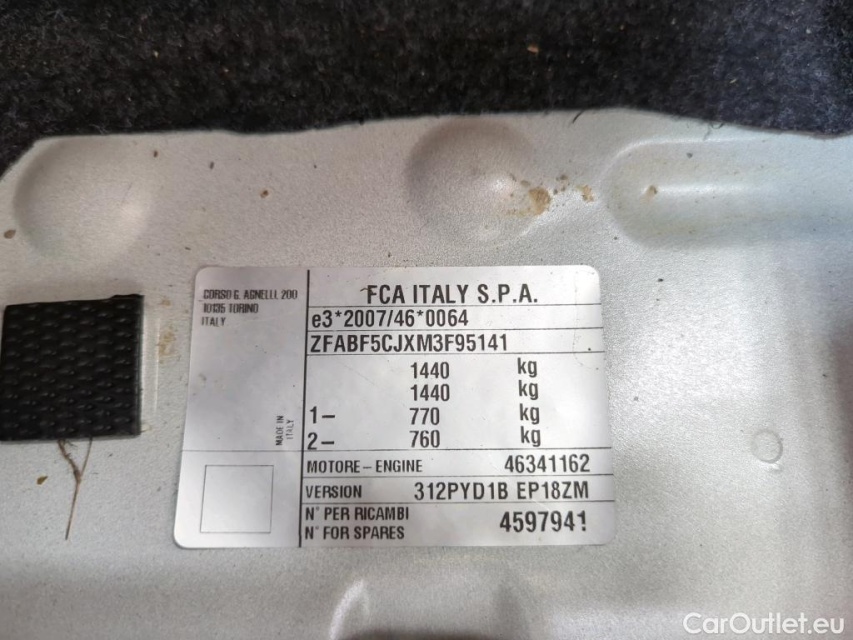 CORSO G. AGNELLI, 200
10135 TORINO
ITALY
MADE IN
ITALY
FCA ITALY S.P.A.
e3*2007/46*0064
ZFABF5CJXM3F95141
1440 kg
1440 kg
1– 770 kg
2– 760 kg
MOTORE – ENGINE 46341162
VERSION 312PYD1B EP18ZM
N° PER RICAMBI
N° FOR SPARES
4597941
CarOutlet.eu